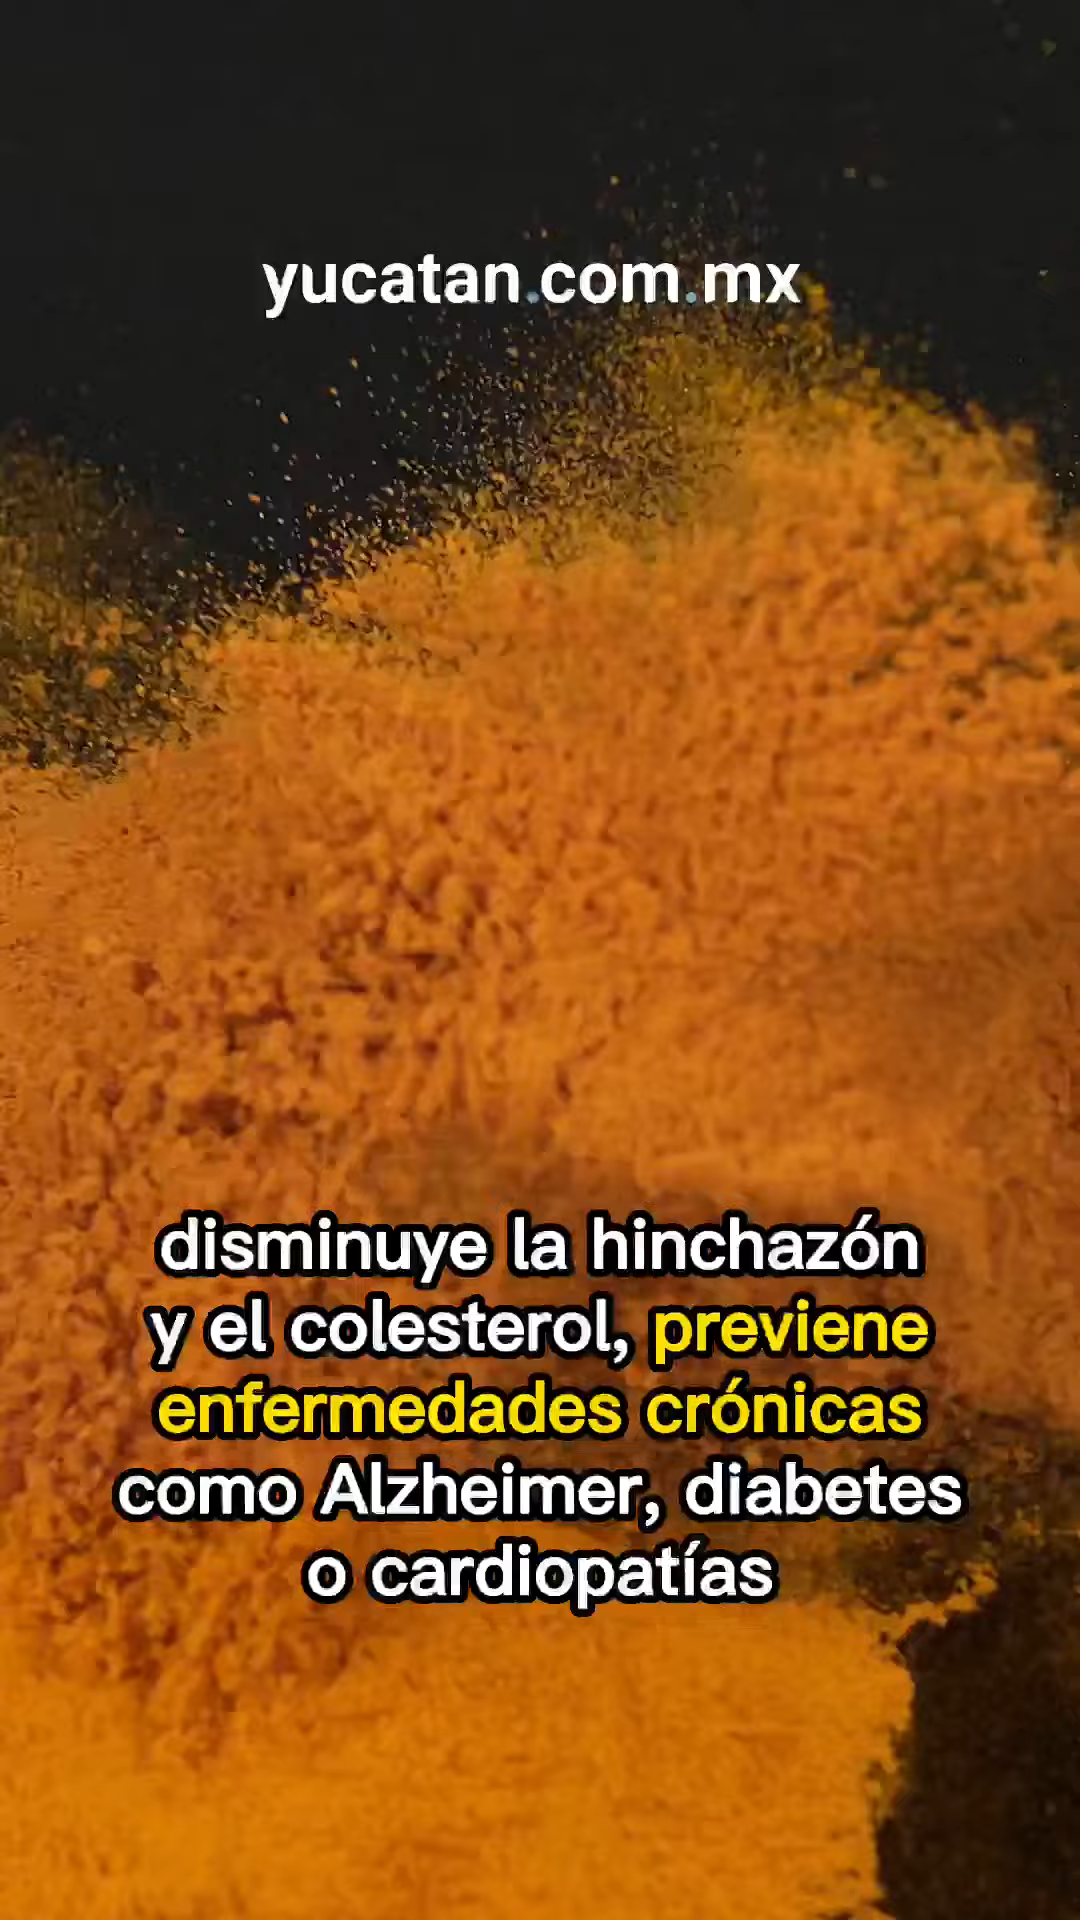 yucatan.com.mx
disminuye la hinchazón
y el colesterol, previene
enfermedades crónicas
como Alzheimer, diabetes
o cardiopatías